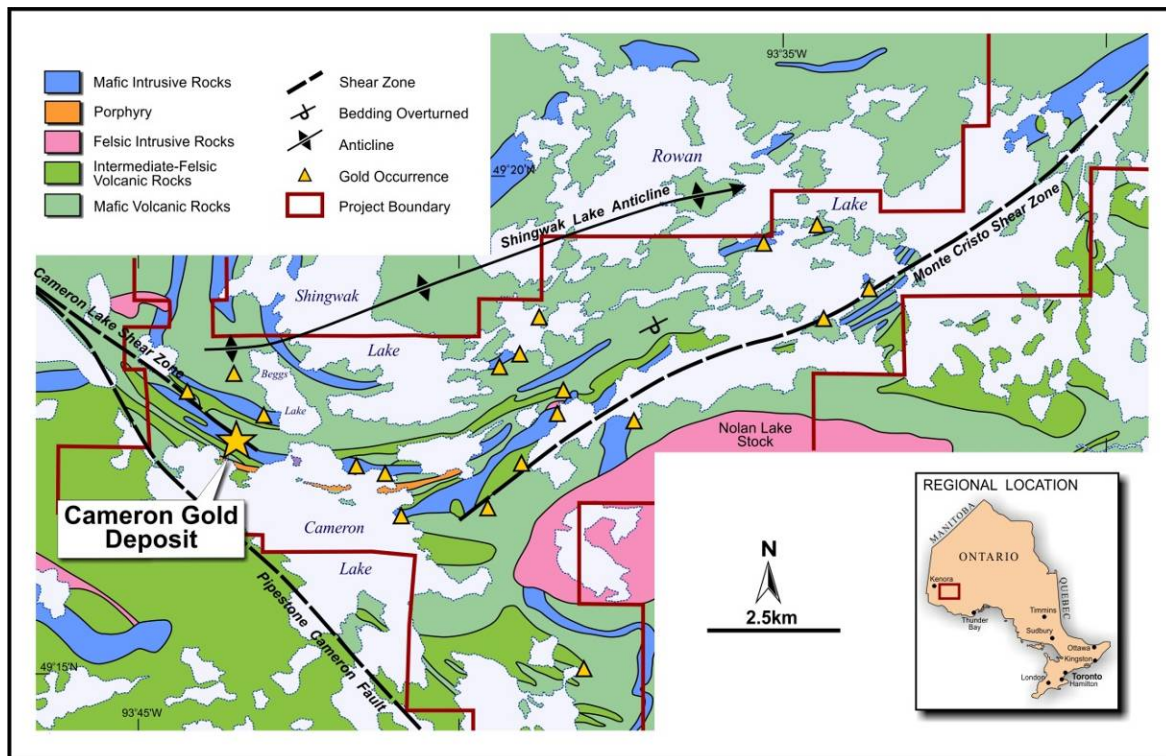 Mafic Intrusive Rocks
Porphyry
Felsic Intrusive Rocks
Intermediate-Felsic
Volcanic Rocks
Mafic Volcanic Rocks
Shear Zone
Bedding Overturned
Anticline
Gold Occurrence
Project Boundary
93°35'W
49°20'N
Rowan
Lake
Shingwak Lake Anticline
Monte Cristo Shear Zone
Cameron Lake Shear Zone
Shingwak
Lake
Beggs
Lake
Nolan Lake
Stock
Cameron Gold
Deposit
Cameron
Lake
Pipestone Cameron Fault
49°15'N
93°45'W
N
2.5km
REGIONAL LOCATION
MANITOBA
ONTARIO
QUEBEC
Kenora
Thunder
Bay
Timmins
Sudbury
Ottawa
Kingston
London
Toronto
Hamilton